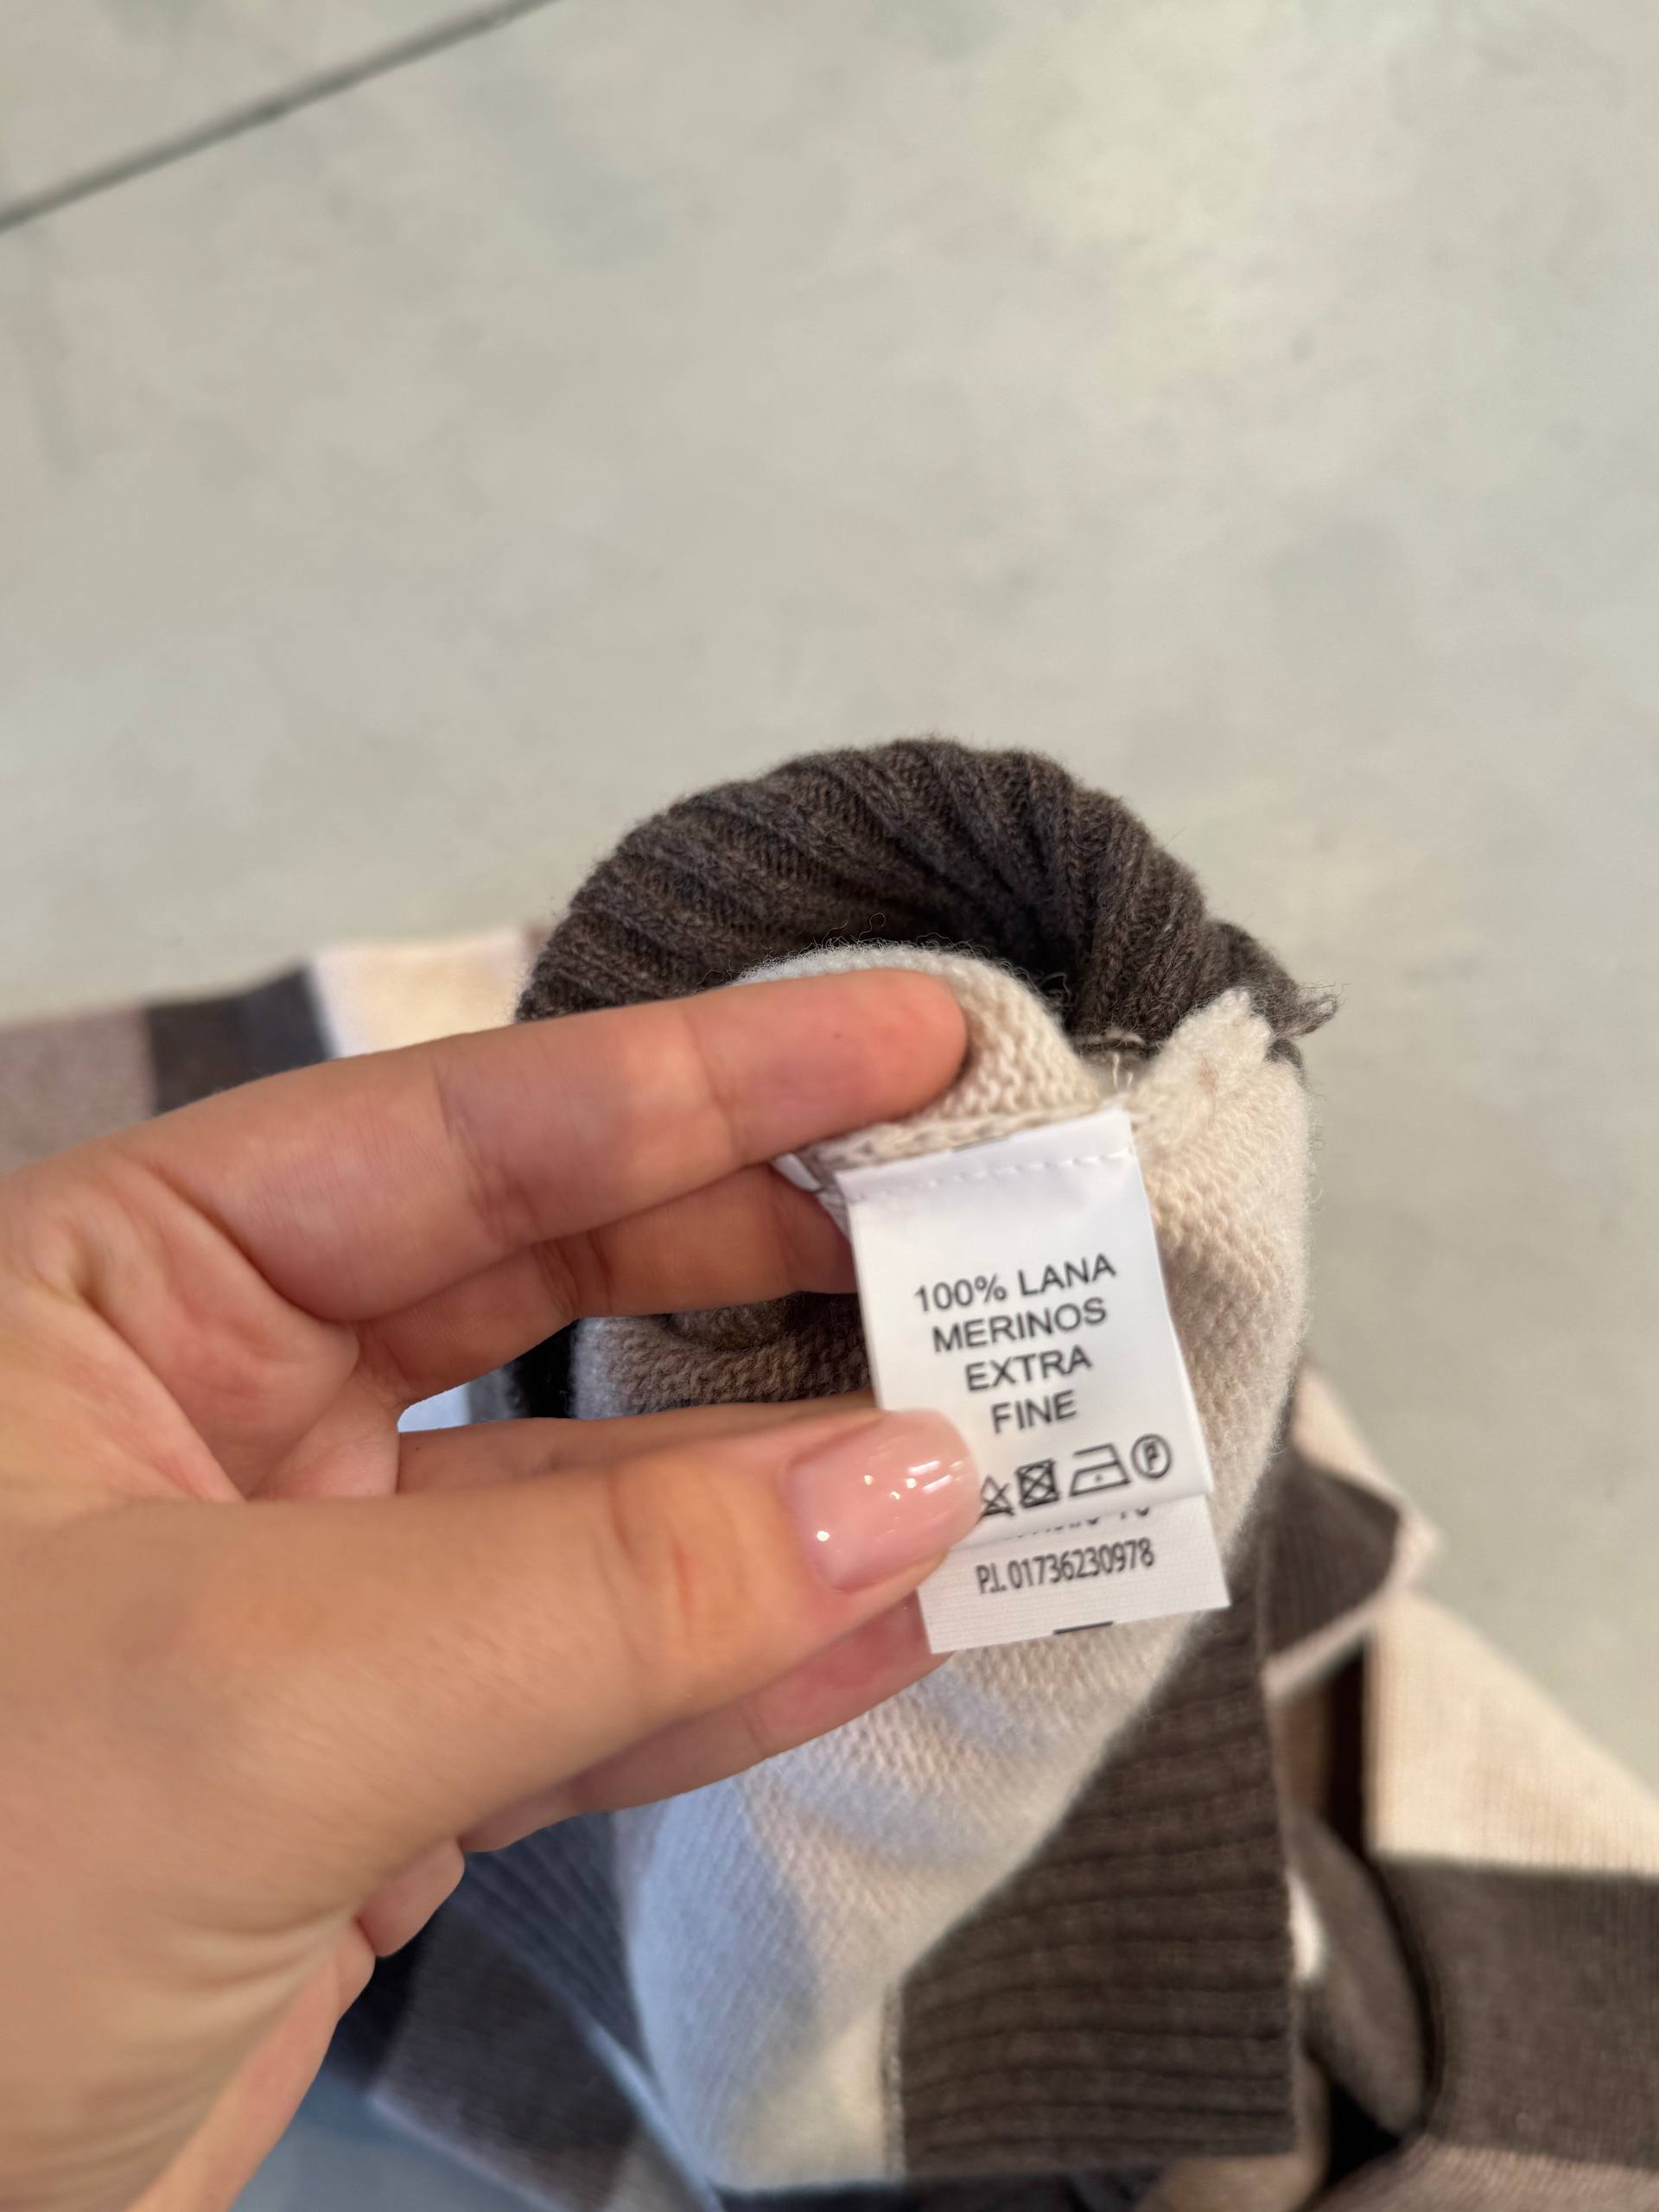 100% LANA
MERINOS
EXTRA
FINE
P
P.I. 01736230978